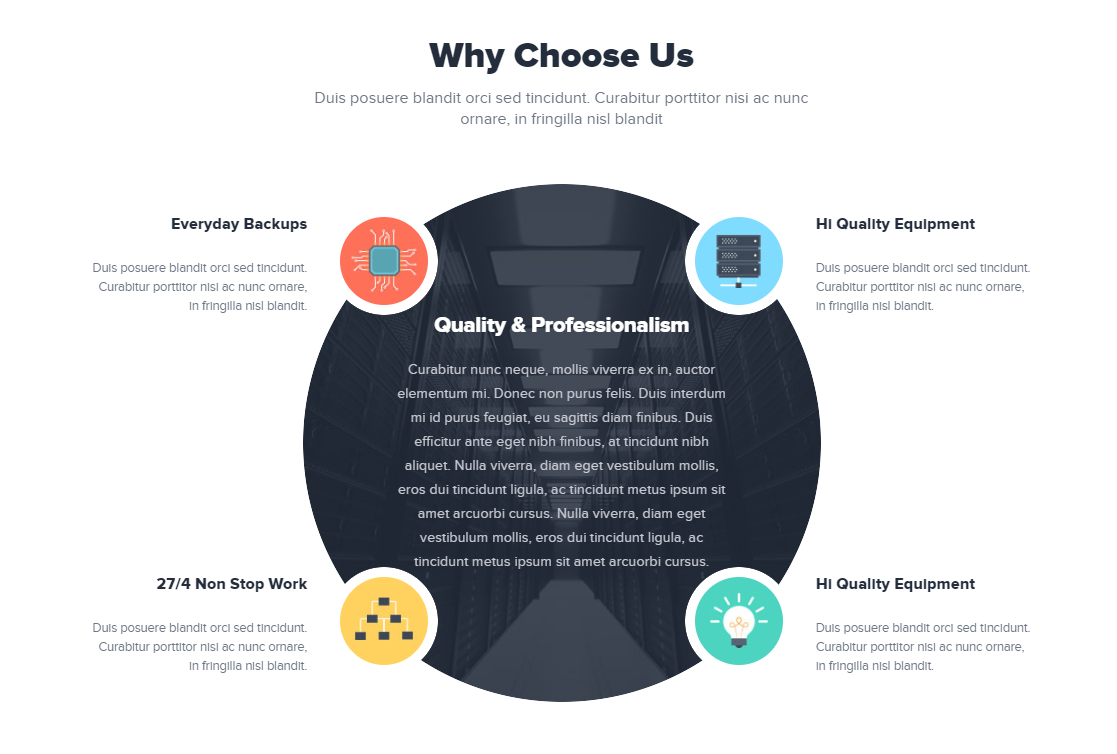 Why Choose Us
Duis posuere blandit orci sed tincidunt. Curabitur porttitor nisi ac nunc
ornare, in fringilla nisl blandit
Everyday Backups
Duis posuere blandit orci sed tincidunt.
Curabitur porttitor nisi ac nunc ornare,
in fringilla nisl blandit.
Hi Quality Equipment
Duis posuere blandit orci sed tincidunt.
Curabitur porttitor nisi ac nunc ornare,
in fringilla nisl blandit.
Quality & Professionalism
Curabitur nunc neque, mollis viverra ex in, auctor
elementum mi. Donec non purus felis. Duis interdum
mi id purus feugiat, eu sagittis diam finibus. Duis
efficitur ante eget nibh finibus, at tincidunt nibh
aliquet. Nulla viverra, diam eget vestibulum mollis,
eros dui tincidunt ligula, ac tincidunt metus ipsum sit
amet arcuorbi cursus. Nulla viverra, diam eget
vestibulum mollis, eros dui tincidunt ligula, ac
tincidunt metus ipsum sit amet arcuorbi cursus.
27/4 Non Stop Work
Duis posuere blandit orci sed tincidunt.
Curabitur porttitor nisi ac nunc ornare,
in fringilla nisl blandit.
Hi Quality Equipment
Duis posuere blandit orci sed tincidunt.
Curabitur porttitor nisi ac nunc ornare,
in fringilla nisl blandit.